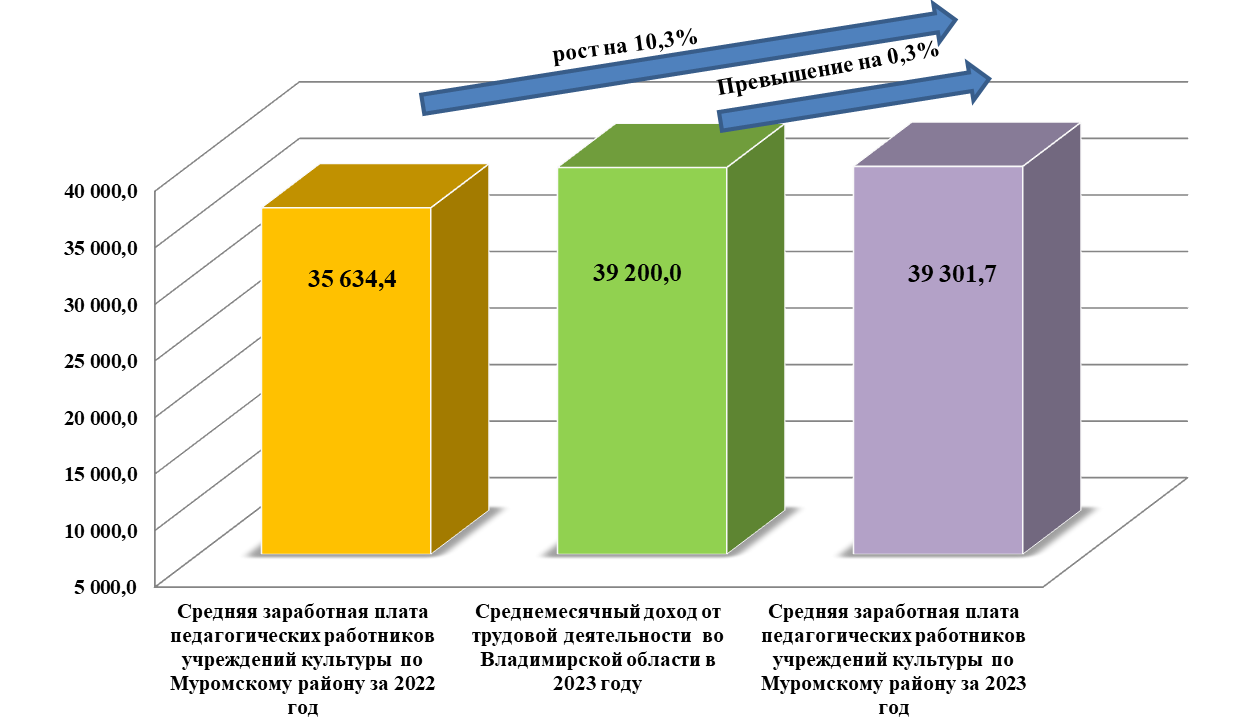 рост на 10,3%
Превышение на 0,3%
40 000,0
35 000,0
30 000,0
25 000,0
20 000,0
15 000,0
10 000,0
5 000,0
35 634,4
39 200,0
39 301,7
Средняя заработная плата
педагогических работников
учреждений культуры по
Муромскому району за 2022
год
Среднемесячный доход от
трудовой деятельности во
Владимирской области в
2023 году
Средняя заработная плата
педагогических работников
учреждений культуры по
Муромскому району за 2023
год